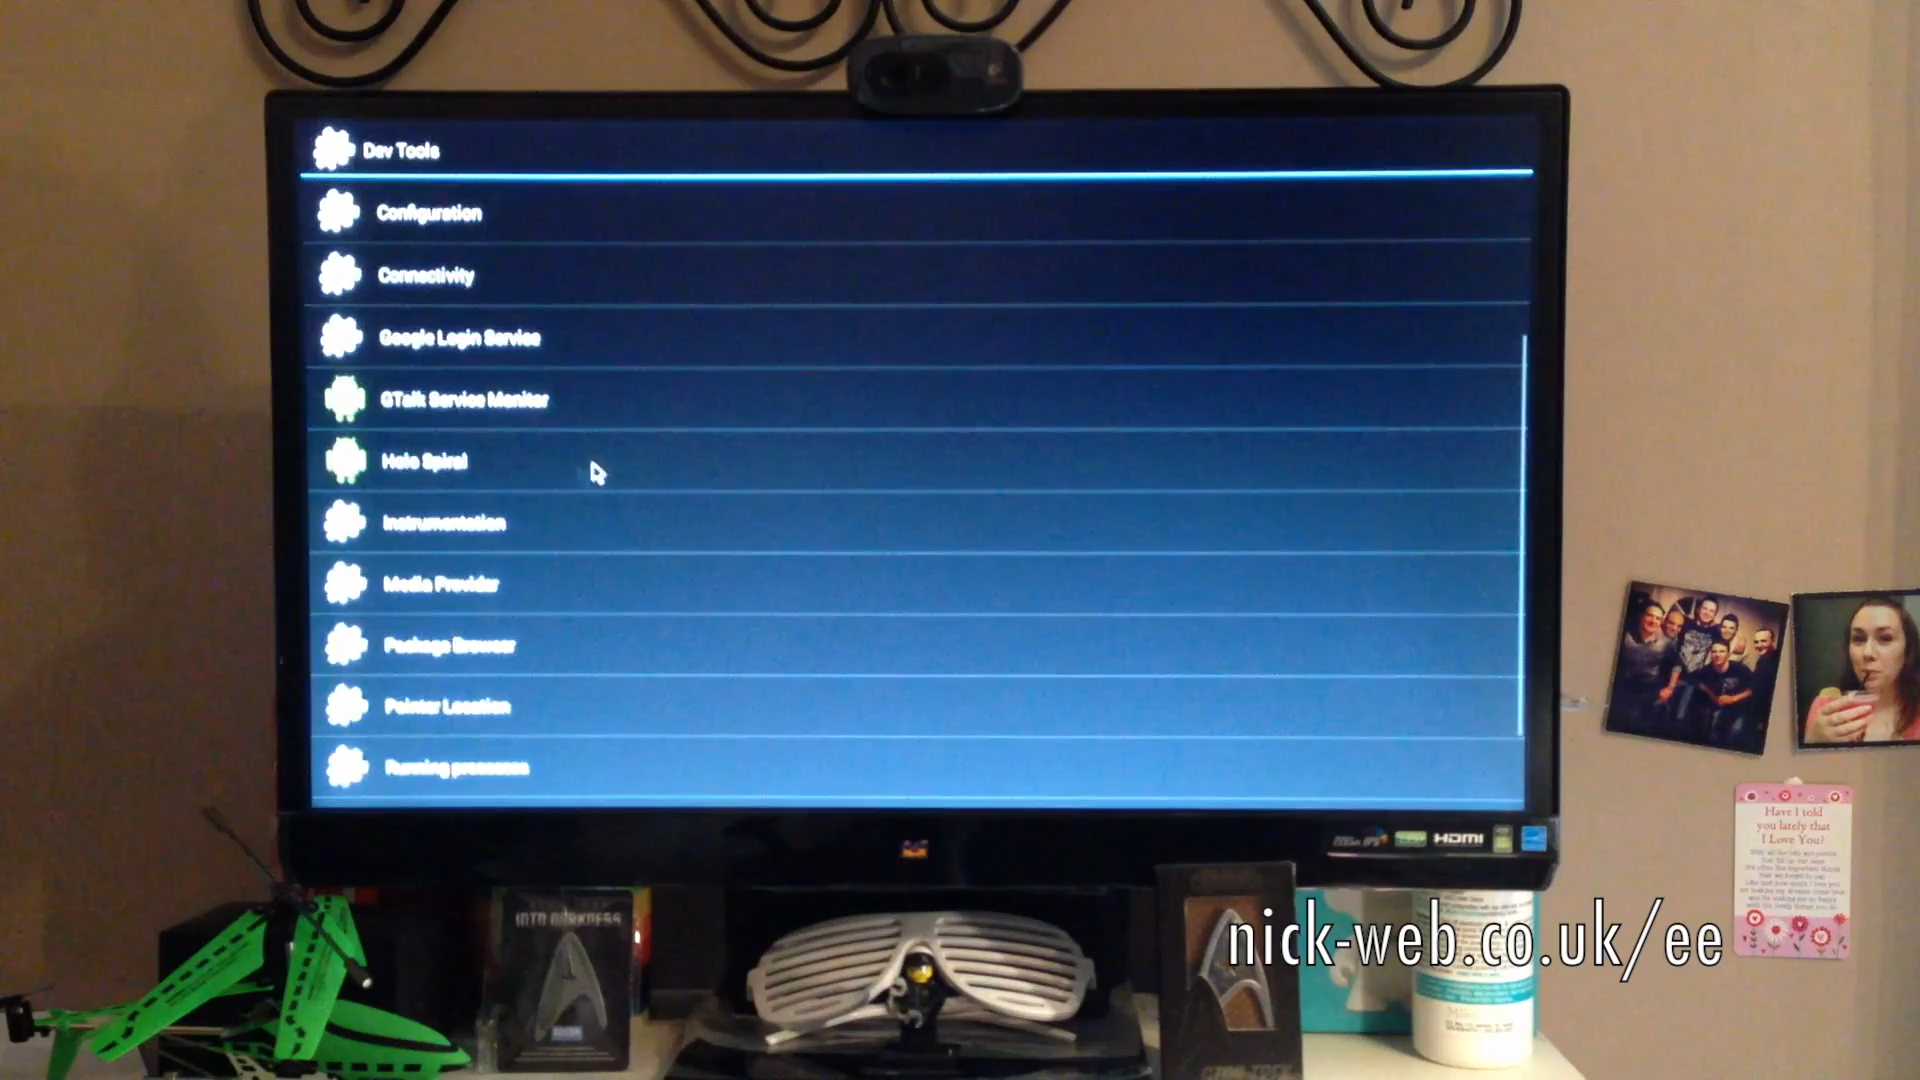 Dev Tools
Configuration
Connectivity
Google Login Service
GTalk Service Monitor
Holo Spiral
Instrumentation
Media Provider
Package Browser
Pointer Location
Running processes
HDMI
INTO DARKNESS
nick-web.co.uk/ee
Have I told
you lately that
I Love You?